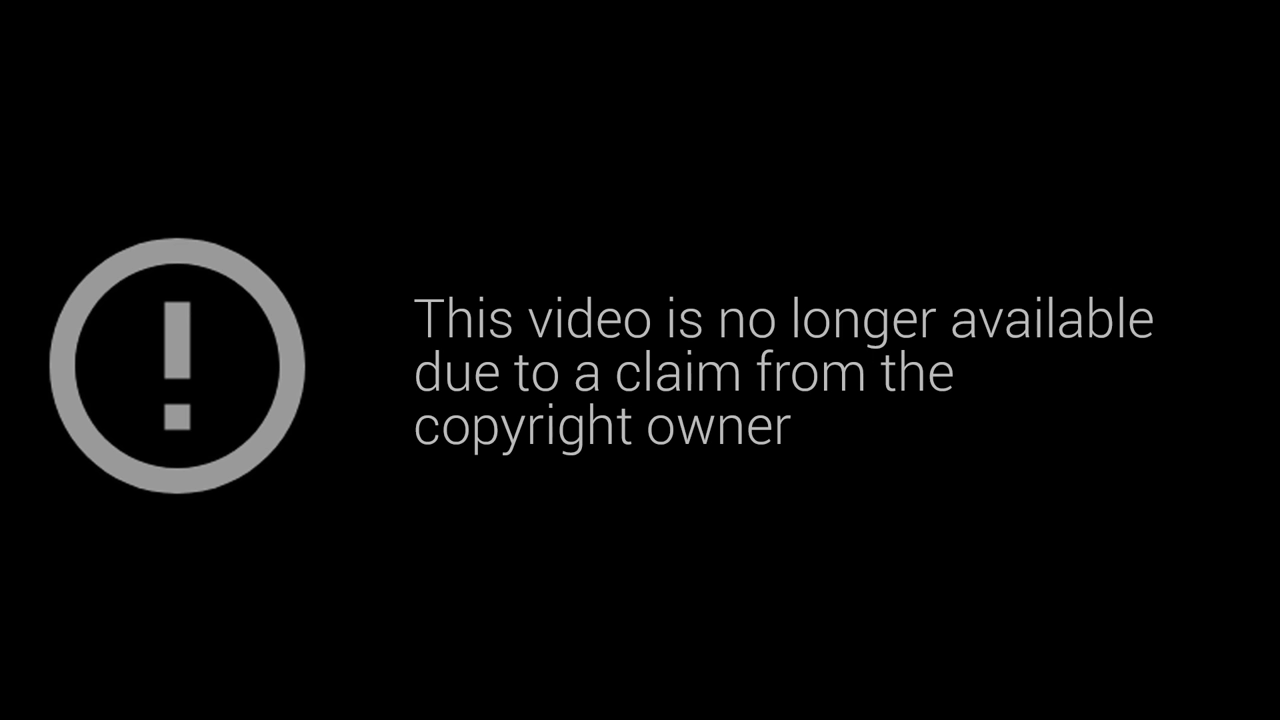 This video is no longer available
due to a claim from the
copyright owner